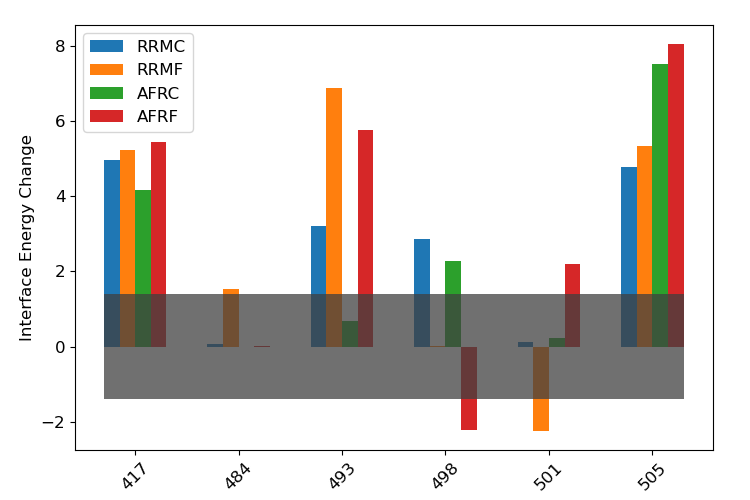 RRMC
RRMF
AFRC
AFRF
Interface Energy Change
8
6
4
2
0
−2
417
484
493
498
501
505